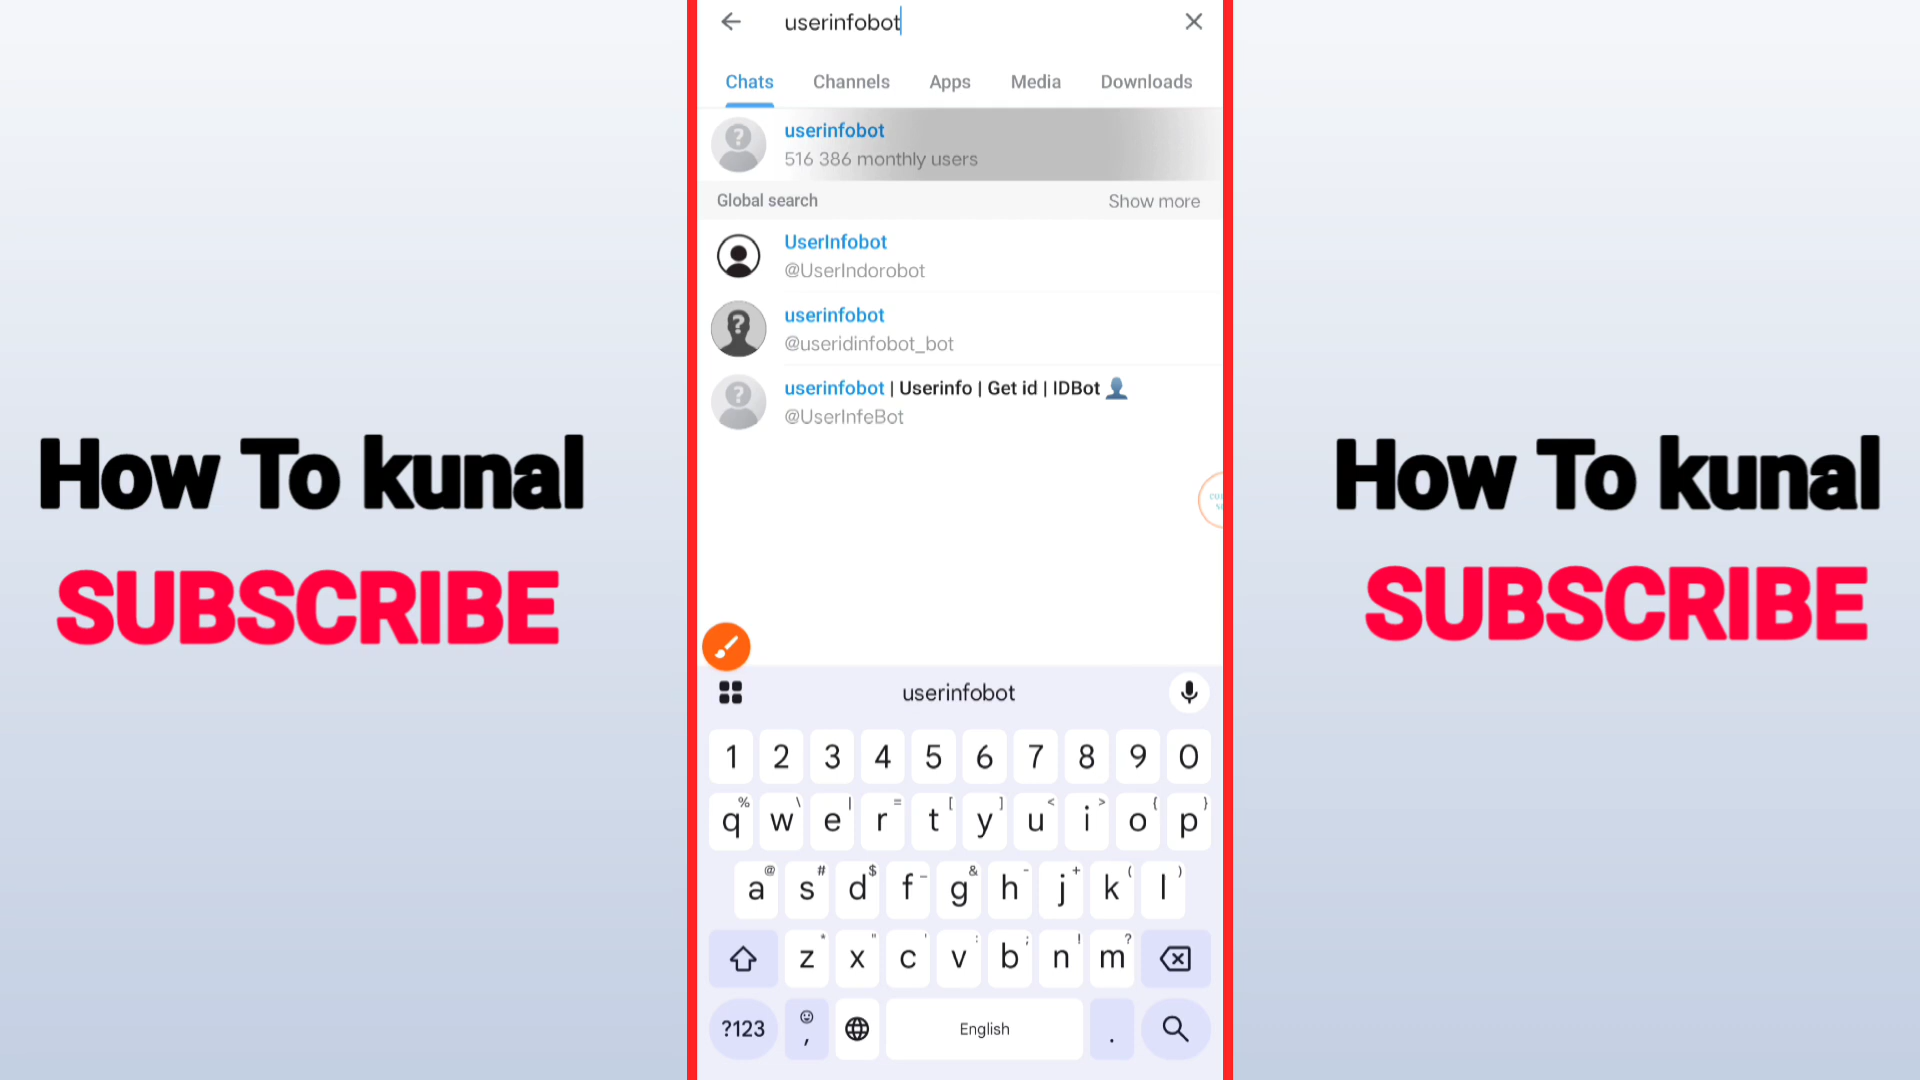 userinfobot
Chats Channels Apps Media Downloads
userinfobot
516 386 monthly users
Global search Show more
UserInfobot
@UserIndorobot
userinfobot
@useridinfobot_bot
userinfobot | Userinfo | Get id | IDBot 👤
@UserInfeBot
How To kunal
SUBSCRIBE
How To kunal
SUBSCRIBE
userinfobot
1 2 3 4 5 6 7 8 9 0
% \ | = [ ] < > { }
q w e r t y u i o p
@ # $ _ & - + ( )
a s d f g h j k l
* " ' : ; ! ?
z x c v b n m
?123 , English .